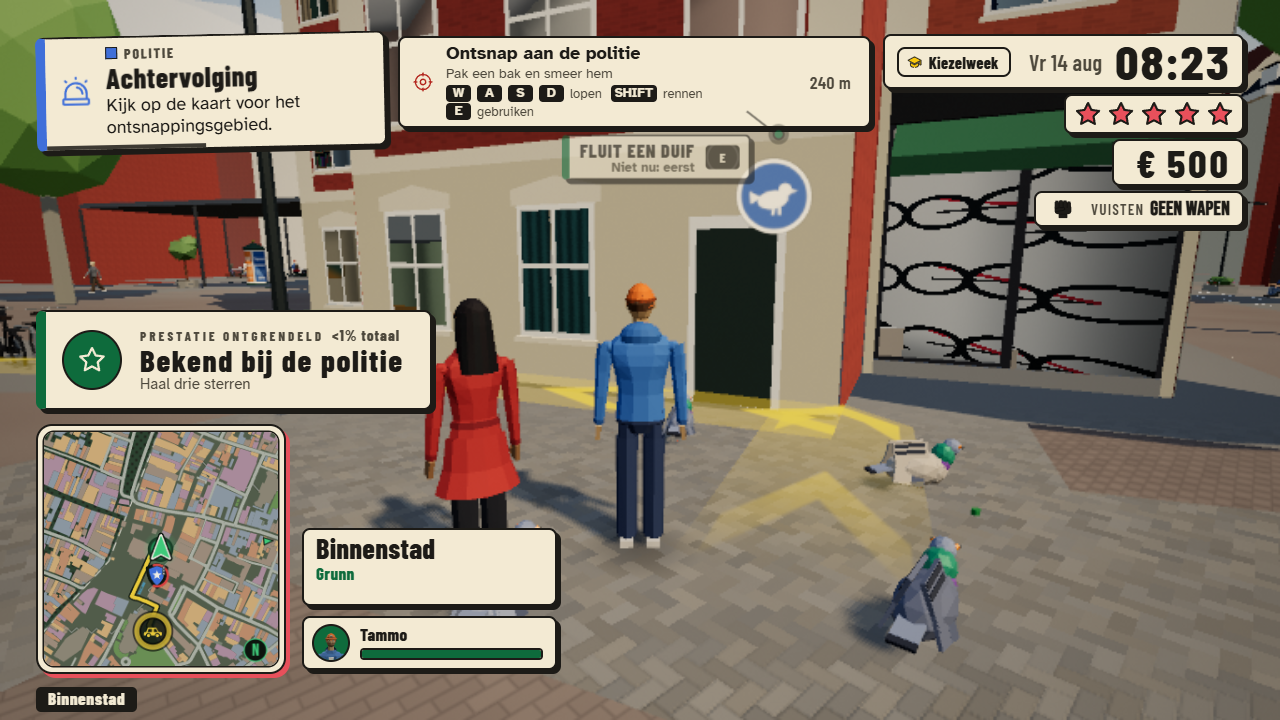 POLITIE
Achtervolging
Kijk op de kaart voor het
ontsnappingsgebied.
Ontsnap aan de politie
Pak een bak en smeer hem
W A S D lopen SHIFT rennen
E gebruiken
240 m
Kiezelweek Vr 14 aug 08:23
€ 500
VUISTEN GEEN WAPEN
FLUIT EEN DUIF E
Niet nu: eerst
PRESTATIE ONTGRENDELD <1% totaal
Bekend bij de politie
Haal drie sterren
N
Binnenstad
Grunn
Tammo
Binnenstad